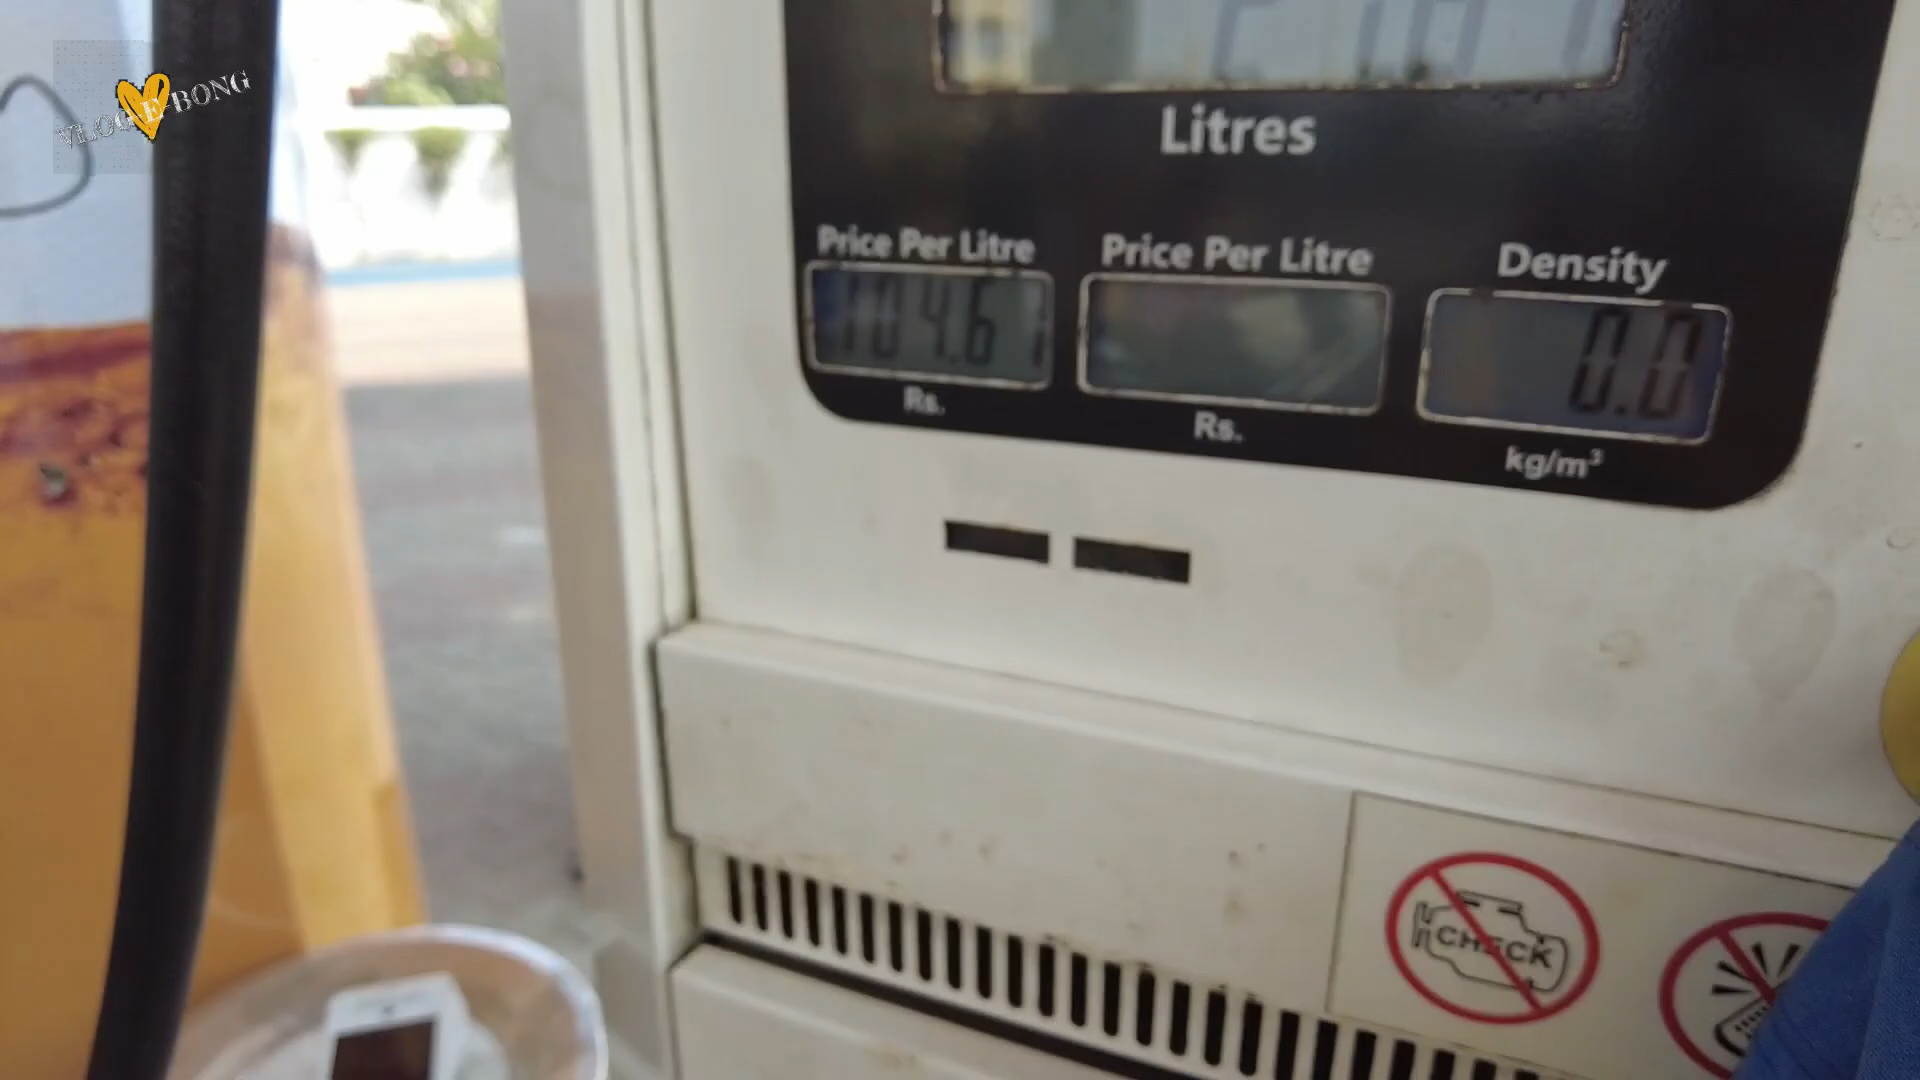 VLOG E-BONG
Litres
Price Per Litre
Price Per Litre
Density
104.61
0.0
Rs.
Rs.
kg/m³
CHECK